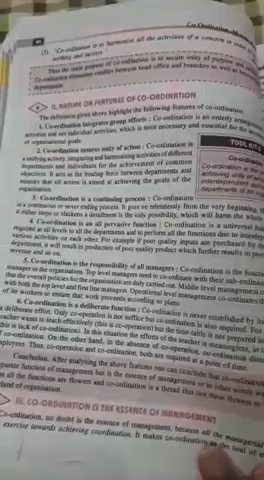 Co-Ordination
(2) "Co-ordination is to harmonise all the activities of a concern in order to
working and success."
Thus the main purpose of co-ordination is to secure unity of purpose and
Co-ordination eliminates conflict between head office and branches as well as between
departments
II. NATURE OR FEATURES OF CO-ORDINATION
The definitions given above highlight the following features of co-ordination
1. Co-ordination integrates group efforts : Co-ordination is an orderly arrangement
activities and not individual activities, which is most necessary and essential for the
of organisational goals.
2. Co-ordination ensures unity of action : Co-ordination is
a unifying activity, integrating and harmonising activities of different
departments and individuals for the achievement of common
objectives. It acts as the binding force between departments and
ensures that all action is aimed at achieving the goals of the
organisation.
TOOL KIT
Co-ordination
Co-ordination is the
achieving unity of
interdependent
departments of an
3. Co-ordination is a continuing process : Co-ordination
is a continuous or never ending process. It goes on relentlessly from the very beginning.
it either stops or slackens a detailment is the only possibility, which will harm the whole
4. Co-ordination is an all pervasive function : Co-ordination is a universal
required at all levels in all the departments and to perform all the functions due to
various activities on each other. For example if poor quality inputs are purchased by
department, it will result in production of poor quality product which further results in poor
revenue and so on.
5. Co-ordination is the responsibility of all managers : Co-ordination is the function
manager in the organisation. Top level managers need to co-ordinate with their sub-ordinates
that the overall policies for the organisation are duly carried out. Middle level management
with both the top level and first line managers. Operational level management co-ordinates the
of its workers to ensure that work proceeds according to plans.
6. Co-ordination is a deliberate function : Co-ordination is never established by
a deliberate effort. Only co-operation is not suffice but co-ordination is also required. For
teacher wants to teach effectively (this is co-operation) but the time-table is not prepared
(this is lack of co-ordination). In this situation the efforts of the teacher is meaningless, in
of co-ordination. On the other hand, in the absence of co-operation, co-ordination
employees. Thus, co-operation and co-ordination, both are required at a point of time.
Conclusion. After analysing the above features one can conclude that co-ordination
separate function of management but is the essence of management or in other words
that all the functions are flowers and co-ordination is a thread that
garland of organisation.
III. CO-ORDINATION IS THE ESSENCE OF MANAGEMENT
Co-ordination, no doubt is the essence of management, because all the managerial
exercise towards achieving coordination. It makes co-ordination as the soul of